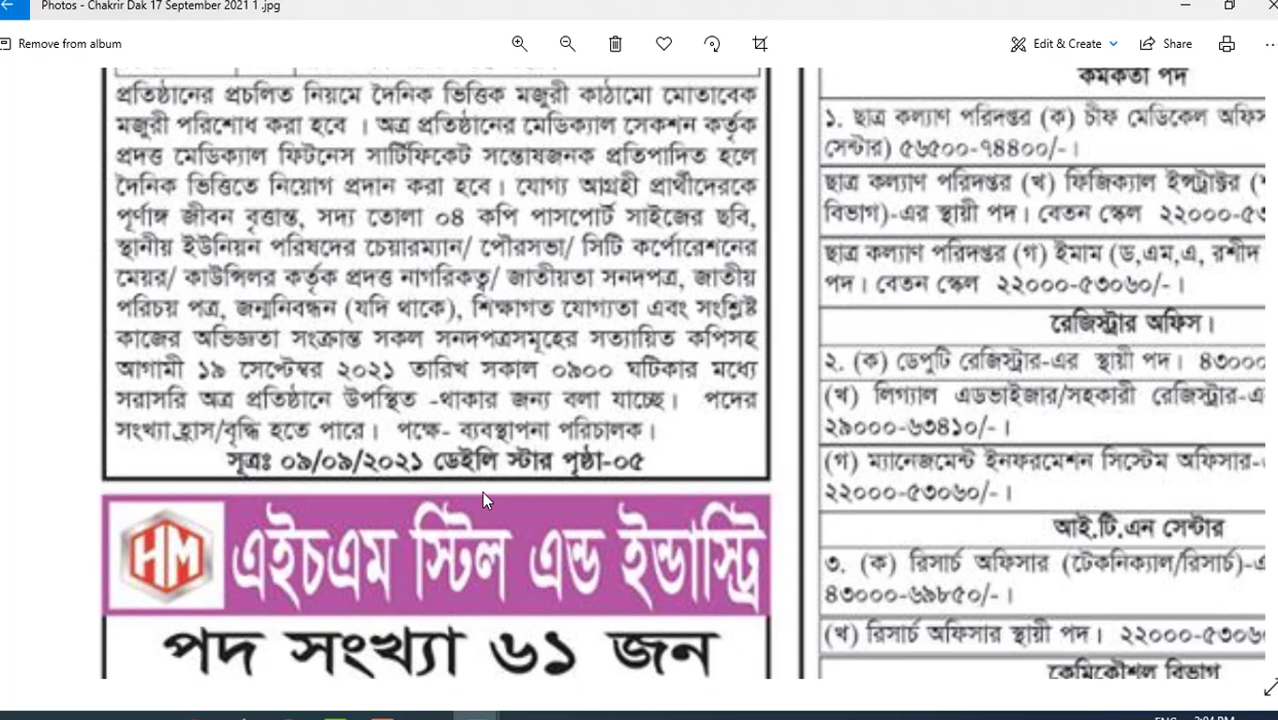 Photos - Chakrir Dak 17 September 2021 1 .jpg
Remove from album
Edit & Create
Share
প্রতিষ্ঠানের প্রচলিত নিয়মে দৈনিক ভিত্তিক মজুরী কাঠামো মোতাবেক
মজুরী পরিশোধ করা হবে । অত্র প্রতিষ্ঠানের মেডিক্যাল সেকশন কর্তৃক
প্রদত্ত মেডিক্যাল ফিটনেস সার্টিফিকেট সন্তোষজনক প্রতিপাদিত হলে
দৈনিক ভিত্তিতে নিয়োগ প্রদান করা হবে। যোগ্য আগ্রহী প্রার্থীদেরকে
পূর্ণাঙ্গ জীবন বৃত্তান্ত, সদ্য তোলা ০৪ কপি পাসপোর্ট সাইজের ছবি,
স্থানীয় ইউনিয়ন পরিষদের চেয়ারম্যান/ পৌরসভা/ সিটি কর্পোরেশনের
মেয়র/ কাউন্সিলর কর্তৃক প্রদত্ত নাগরিকত্ব/ জাতীয়তা সনদপত্র, জাতীয়
পরিচয় পত্র, জন্মনিবন্ধন (যদি থাকে), শিক্ষাগত যোগ্যতা এবং সংশ্লিষ্ট
কাজের অভিজ্ঞতা সংক্রান্ত সকল সনদপত্রসমূহের সত্যায়িত কপিসহ
আগামী ১৯ সেপ্টেম্বর ২০২১ তারিখ সকাল ০৯০০ ঘটিকার মধ্যে
সরাসরি অত্র প্রতিষ্ঠানে উপস্থিত -থাকার জন্য বলা যাচ্ছে। পদের
সংখ্যা হ্রাস/বৃদ্ধি হতে পারে। পক্ষে- ব্যবস্থাপনা পরিচালক।
সূত্রঃ ০৯/০৯/২০২১ ডেইলি স্টার পৃষ্ঠা-০৫
HM
এইচএম স্টিল এন্ড ইন্ডাস্ট্রি
পদ সংখ্যা ৬১ জন
কর্মকর্তা পদ
১. ছাত্র কল্যাণ পরিদপ্তর (ক) চীফ মেডিকেল অফিস
সেন্টার) ৫৬৫০০-৭৪৪০০/-।
ছাত্র কল্যাণ পরিদপ্তর (খ) ফিজিক্যাল ইন্সট্রাক্টর (
বিভাগ)-এর স্থায়ী পদ। বেতন স্কেল ২২০০০-৫৩
ছাত্র কল্যাণ পরিদপ্তর (গ) ইমাম (ড,এম,এ, রশীদ
পদ। বেতন স্কেল ২২০০০-৫৩০৬০/-।
রেজিস্ট্রার অফিস।
২. (ক) ডেপুটি রেজিস্ট্রার-এর স্থায়ী পদ। ৪৩০০০
(খ) লিগ্যাল এডভাইজার/সহকারী রেজিস্ট্রার-এ
২৯০০০-৬৩৪১০/-।
(গ) ম্যানেজমেন্ট ইনফরমেশন সিস্টেম অফিসার-
২২০০০-৫৩০৬০/-।
আই.টি.এন সেন্টার
৩. (ক) রিসার্চ অফিসার (টেকনিক্যাল/রিসার্চ)-এ
৪৩০০০-৬৯৮৫০/-।
(খ) রিসার্চ অফিসার স্থায়ী পদ। ২২০০০-৫৩০৬
কেমিকৌশল বিভাগ
ENG